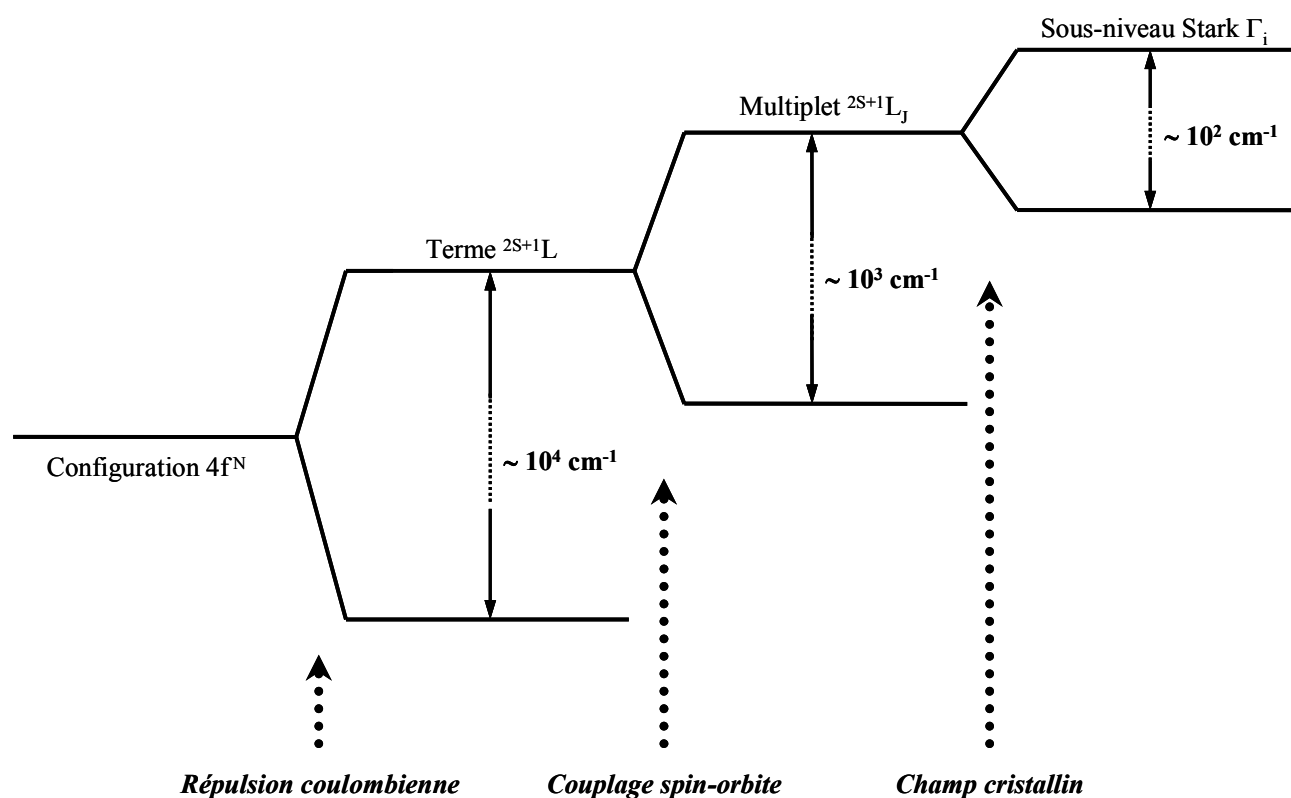 Sous-niveau Stark Γᵢ
Multiplet ²ˢ⁺¹L_J
~ 10² cm⁻¹
Terme ²ˢ⁺¹L
~ 10³ cm⁻¹
Configuration 4fᴺ
~ 10⁴ cm⁻¹
Répulsion coulombienne
Couplage spin-orbite
Champ cristallin